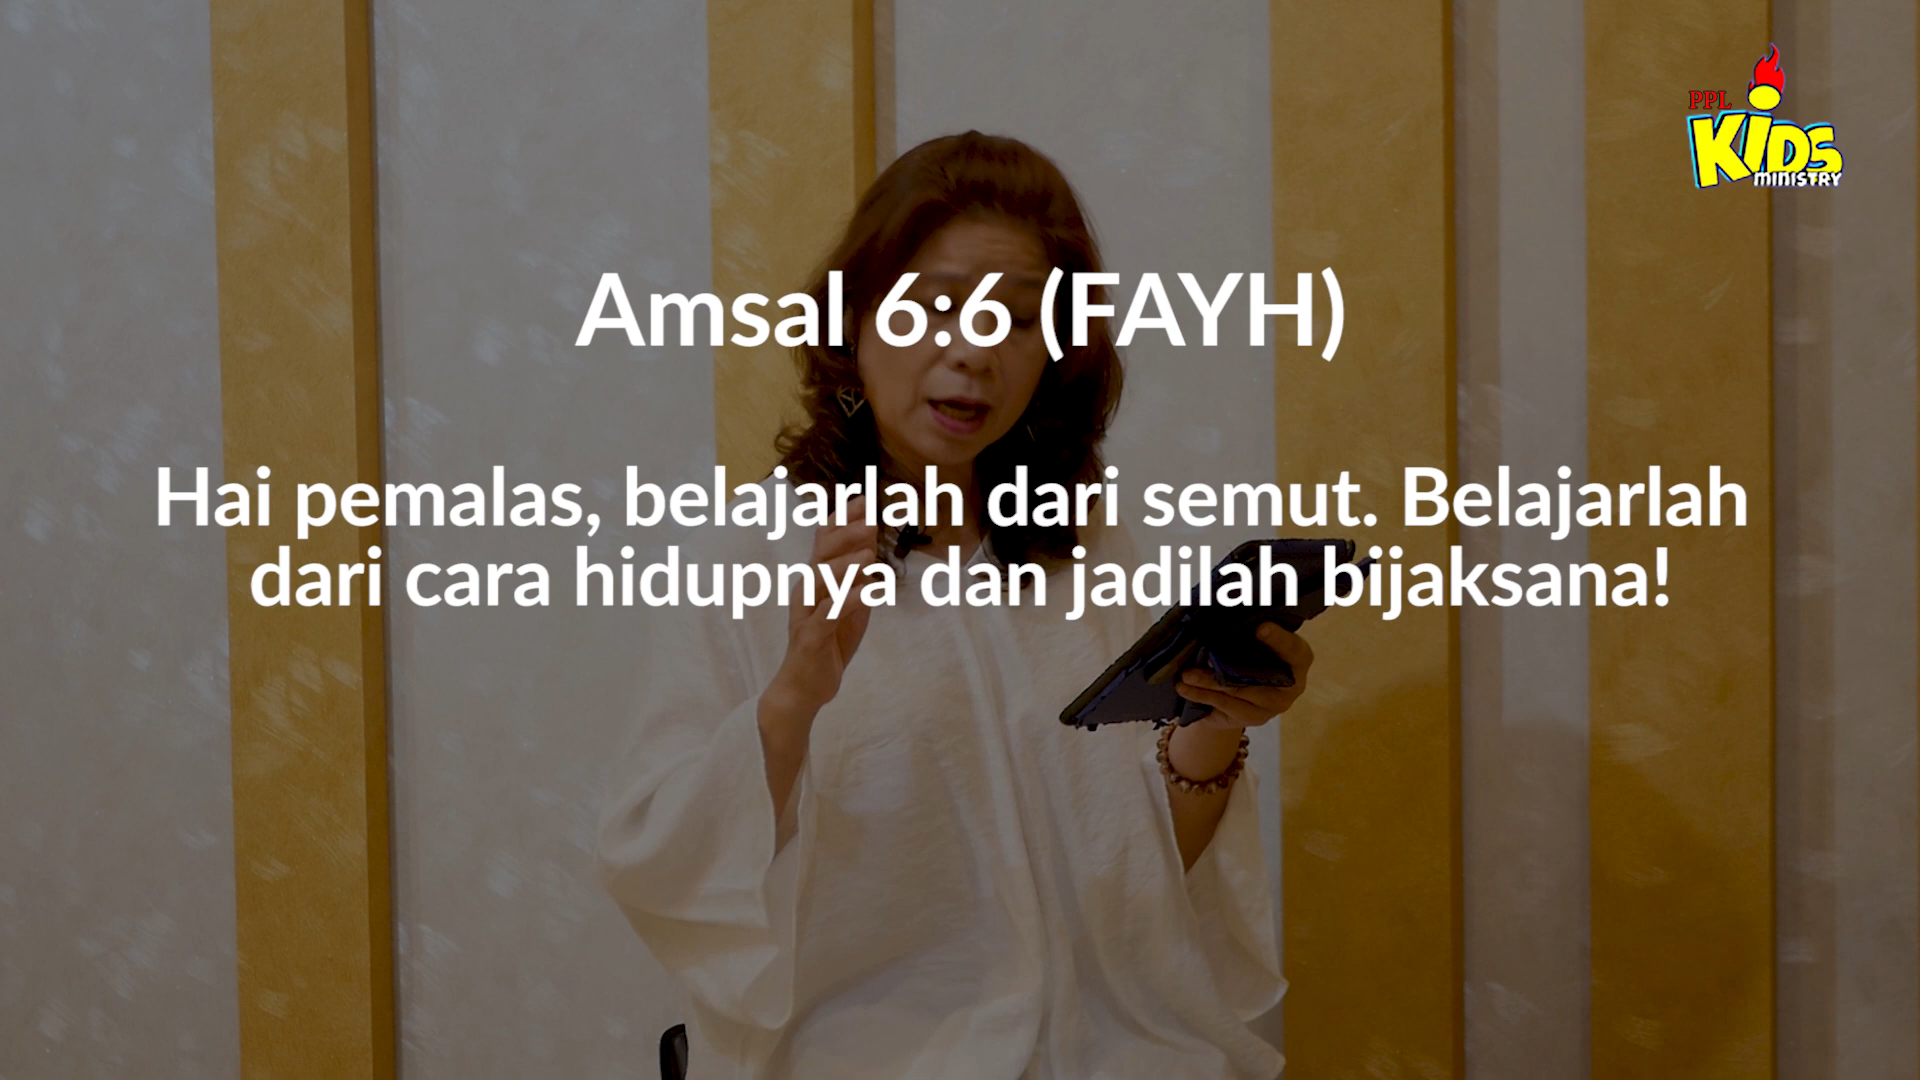 PPL
KIDS
MINISTRY
Amsal 6:6 (FAYH)
Hai pemalas, belajarlah dari semut. Belajarlah
dari cara hidupnya dan jadilah bijaksana!